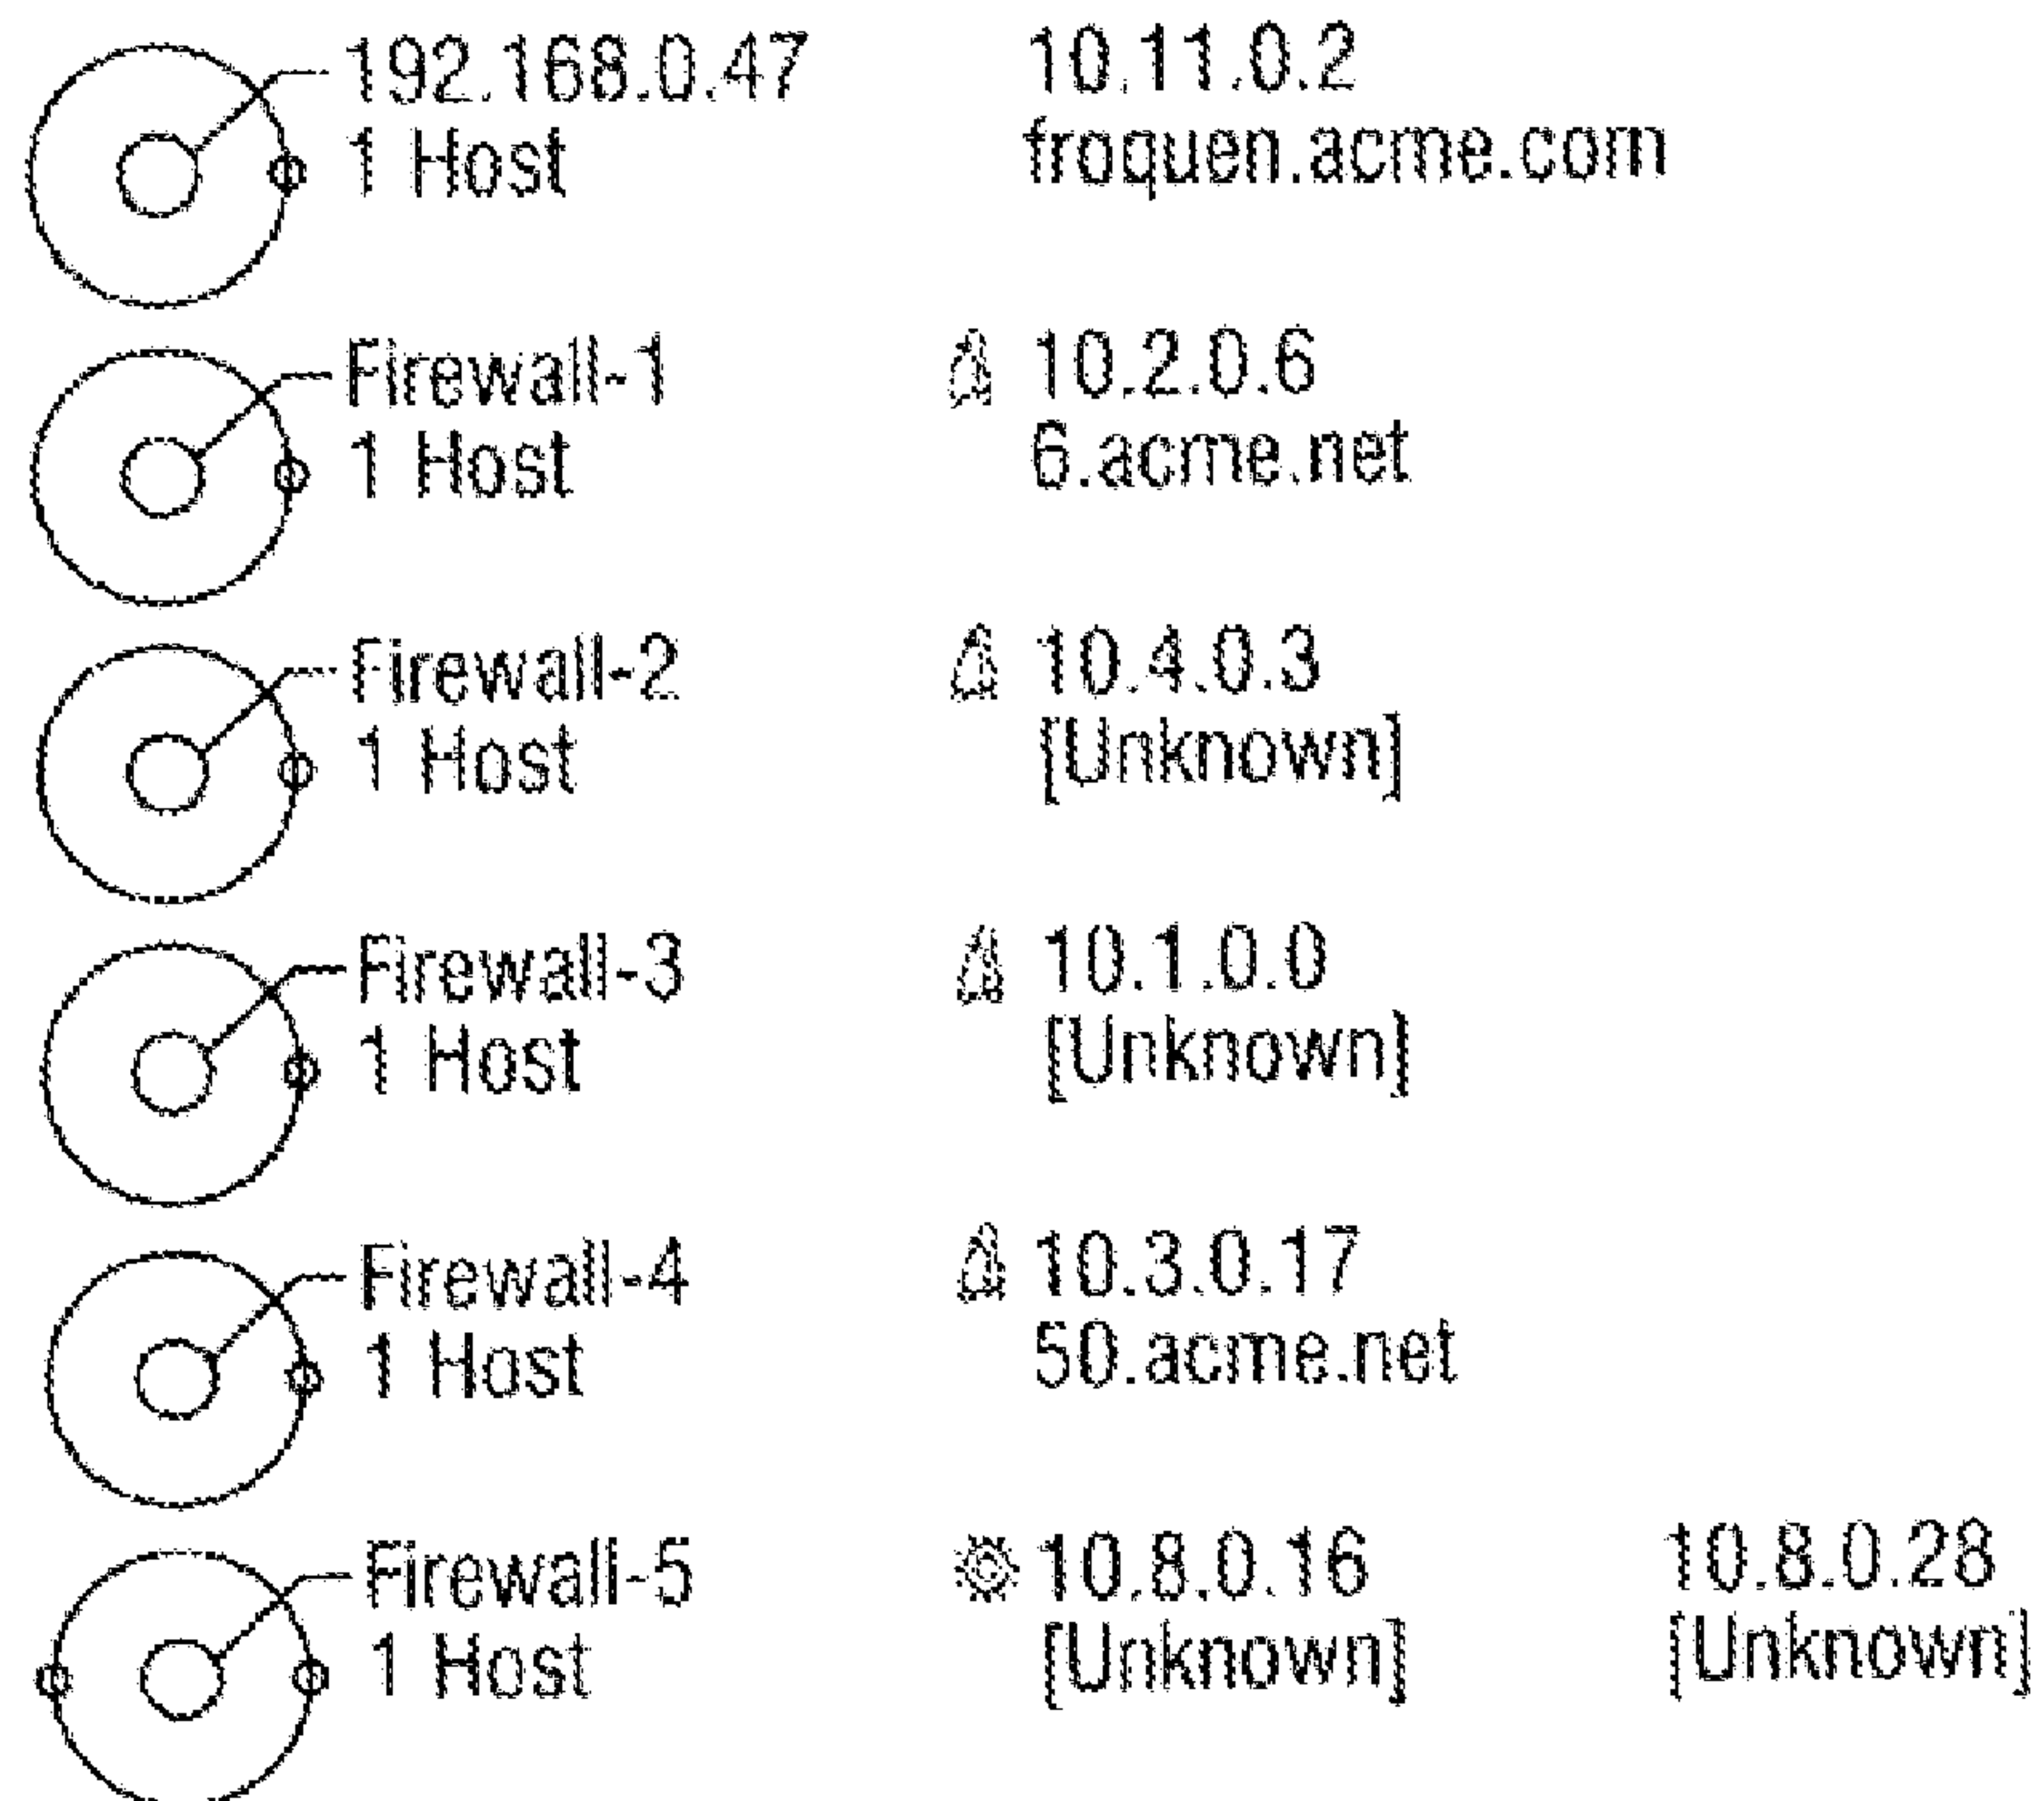 192.168.0.47 10.11.0.2
1 Host froquen.acme.com
Firewall-1 10.2.0.6
1 Host 6.acme.net
Firewall-2 10.4.0.3
1 Host [Unknown]
Firewall-3 10.1.0.0
1 Host [Unknown]
Firewall-4 10.3.0.17
1 Host 50.acme.net
Firewall-5 10.8.0.16 10.8.0.28
1 Host [Unknown] [Unknown]